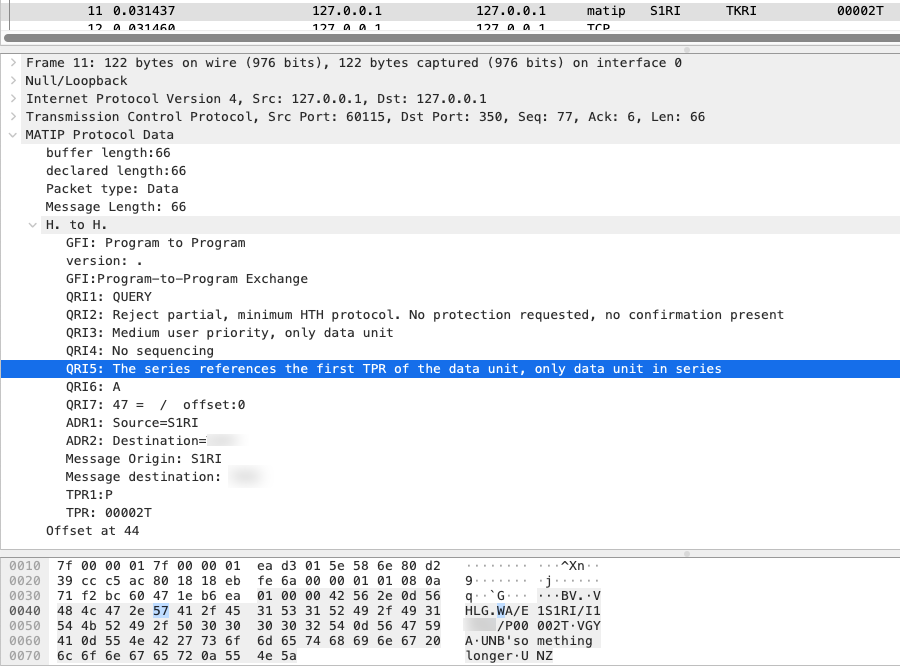 11 0.031437 127.0.0.1 127.0.0.1 matip S1RI TKRI 00002T
12 0.031460 127.0.0.1 127.0.0.1 TCP
Frame 11: 122 bytes on wire (976 bits), 122 bytes captured (976 bits) on interface 0
Null/Loopback
Internet Protocol Version 4, Src: 127.0.0.1, Dst: 127.0.0.1
Transmission Control Protocol, Src Port: 60115, Dst Port: 350, Seq: 77, Ack: 6, Len: 66
MATIP Protocol Data
buffer length:66
declared length:66
Packet type: Data
Message Length: 66
H. to H.
GFI: Program to Program
version: .
GFI:Program-to-Program Exchange
QRI1: QUERY
QRI2: Reject partial, minimum HTH protocol. No protection requested, no confirmation present
QRI3: Medium user priority, only data unit
QRI4: No sequencing
QRI5: The series references the first TPR of the data unit, only data unit in series
QRI6: A
QRI7: 47 =  /  offset:0
ADR1: Source=S1RI
ADR2: Destination=
Message Origin: S1RI
Message destination:
TPR1:P
TPR: 00002T
Offset at 44
0010 7f 00 00 01 7f 00 00 01 ea d3 01 5e 58 6e 80 d2 ········ ···^Xn··
0020 39 cc c5 ac 80 18 18 eb fe 6a 00 00 01 01 08 0a 9······· ·j······
0030 71 f2 bc 60 47 1e b6 ea 01 00 00 42 56 2e 0d 56 q··`G··· ···BV.·V
0040 48 4c 47 2e 57 41 2f 45 31 53 31 52 49 2f 49 31 HLG.WA/E 1S1RI/I1
0050 54 4b 52 49 2f 50 30 30 30 30 32 54 0d 56 47 59 /P00 002T·VGY
0060 41 0d 55 4e 42 27 73 6f 6d 65 74 68 69 6e 67 20 A·UNB'so mething
0070 6c 6f 6e 67 65 72 0a 55 4e 5a longer·U NZ